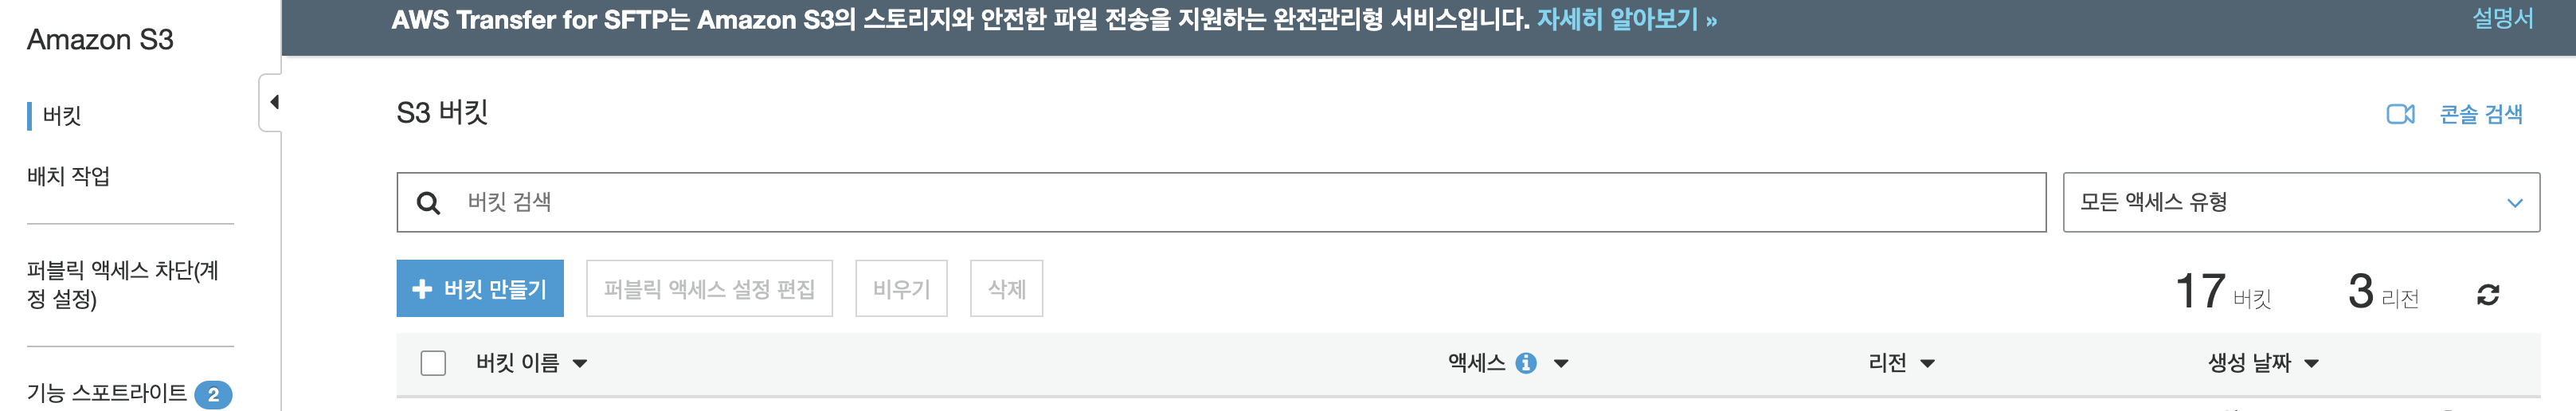 Amazon S3
버킷
배치 작업
퍼블릭 액세스 차단(계
정 설정)
기능 스포트라이트 2
AWS Transfer for SFTP는 Amazon S3의 스토리지와 안전한 파일 전송을 지원하는 완전관리형 서비스입니다. 자세히 알아보기 » 설명서
S3 버킷 콘솔 검색
버킷 검색 모든 액세스 유형
버킷 만들기 퍼블릭 액세스 설정 편집 비우기 삭제 17 버킷 3 리전
버킷 이름 액세스 리전 생성 날짜